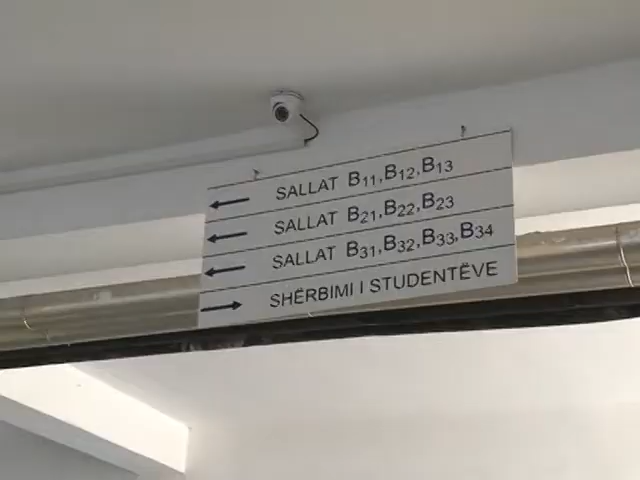 SALLAT B11,B12,B13
SALLAT B21,B22,B23
SALLAT B31,B32,B33,B34
SHËRBIMI I STUDENTËVE